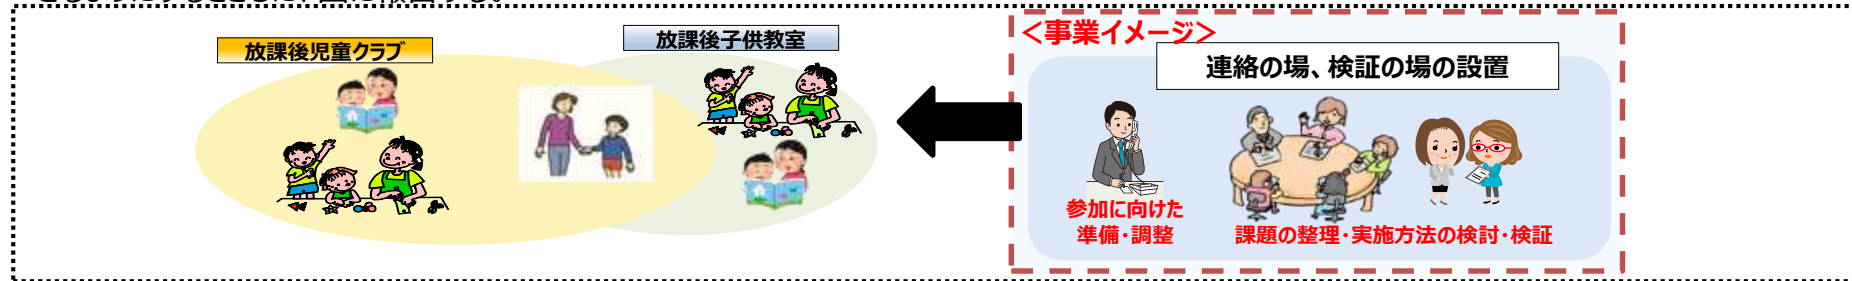 放課後児童クラブ
放課後子供教室
<事業イメージ>
連絡の場、検証の場の設置
参加に向けた
準備・調整
課題の整理・実施方法の検討・検証